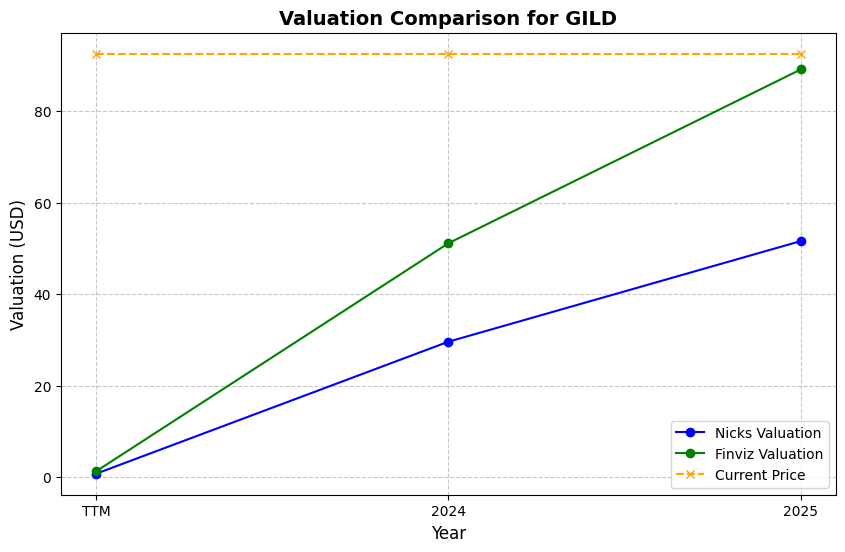 Valuation Comparison for GILD
Valuation (USD)
80
60
40
20
0
TTM
2024
2025
Year
Nicks Valuation
Finviz Valuation
Current Price